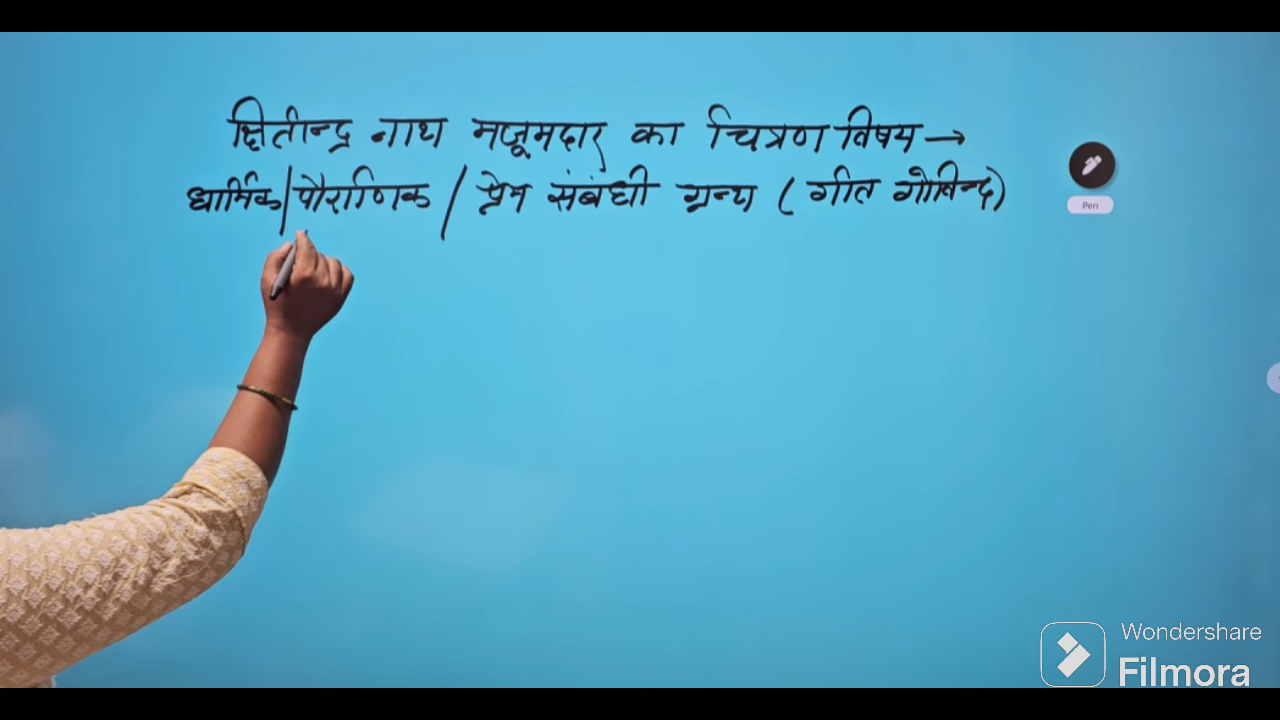 क्षितीन्द्र नाथ मजूमदार का चित्रण विषय →
धार्मिक/पौराणिक / प्रेम संबंधी ग्रन्थ ( गीत गोविन्द)
Pen
Wondershare
Filmora